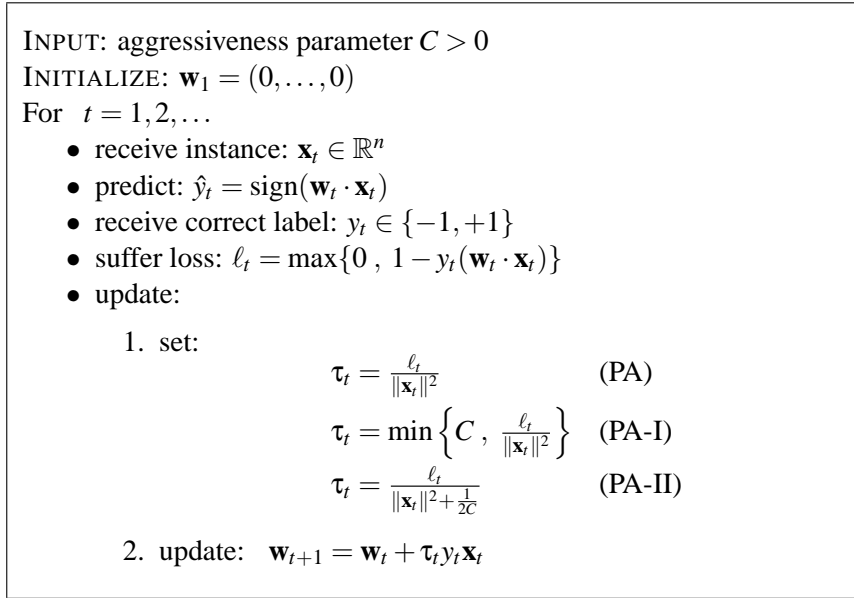 INPUT: aggressiveness parameter C > 0
INITIALIZE: w₁ = (0,...,0)
For t = 1,2,...
• receive instance: xₜ ∈ ℝⁿ
• predict: ŷₜ = sign(wₜ · xₜ)
• receive correct label: yₜ ∈ {−1,+1}
• suffer loss: ℓₜ = max{0 , 1 − yₜ(wₜ · xₜ)}
• update:
1. set:
τₜ = ℓₜ / ‖xₜ‖² (PA)
τₜ = min{C , ℓₜ / ‖xₜ‖²} (PA-I)
τₜ = ℓₜ / (‖xₜ‖² + 1/2C) (PA-II)
2. update: wₜ₊₁ = wₜ + τₜyₜxₜ